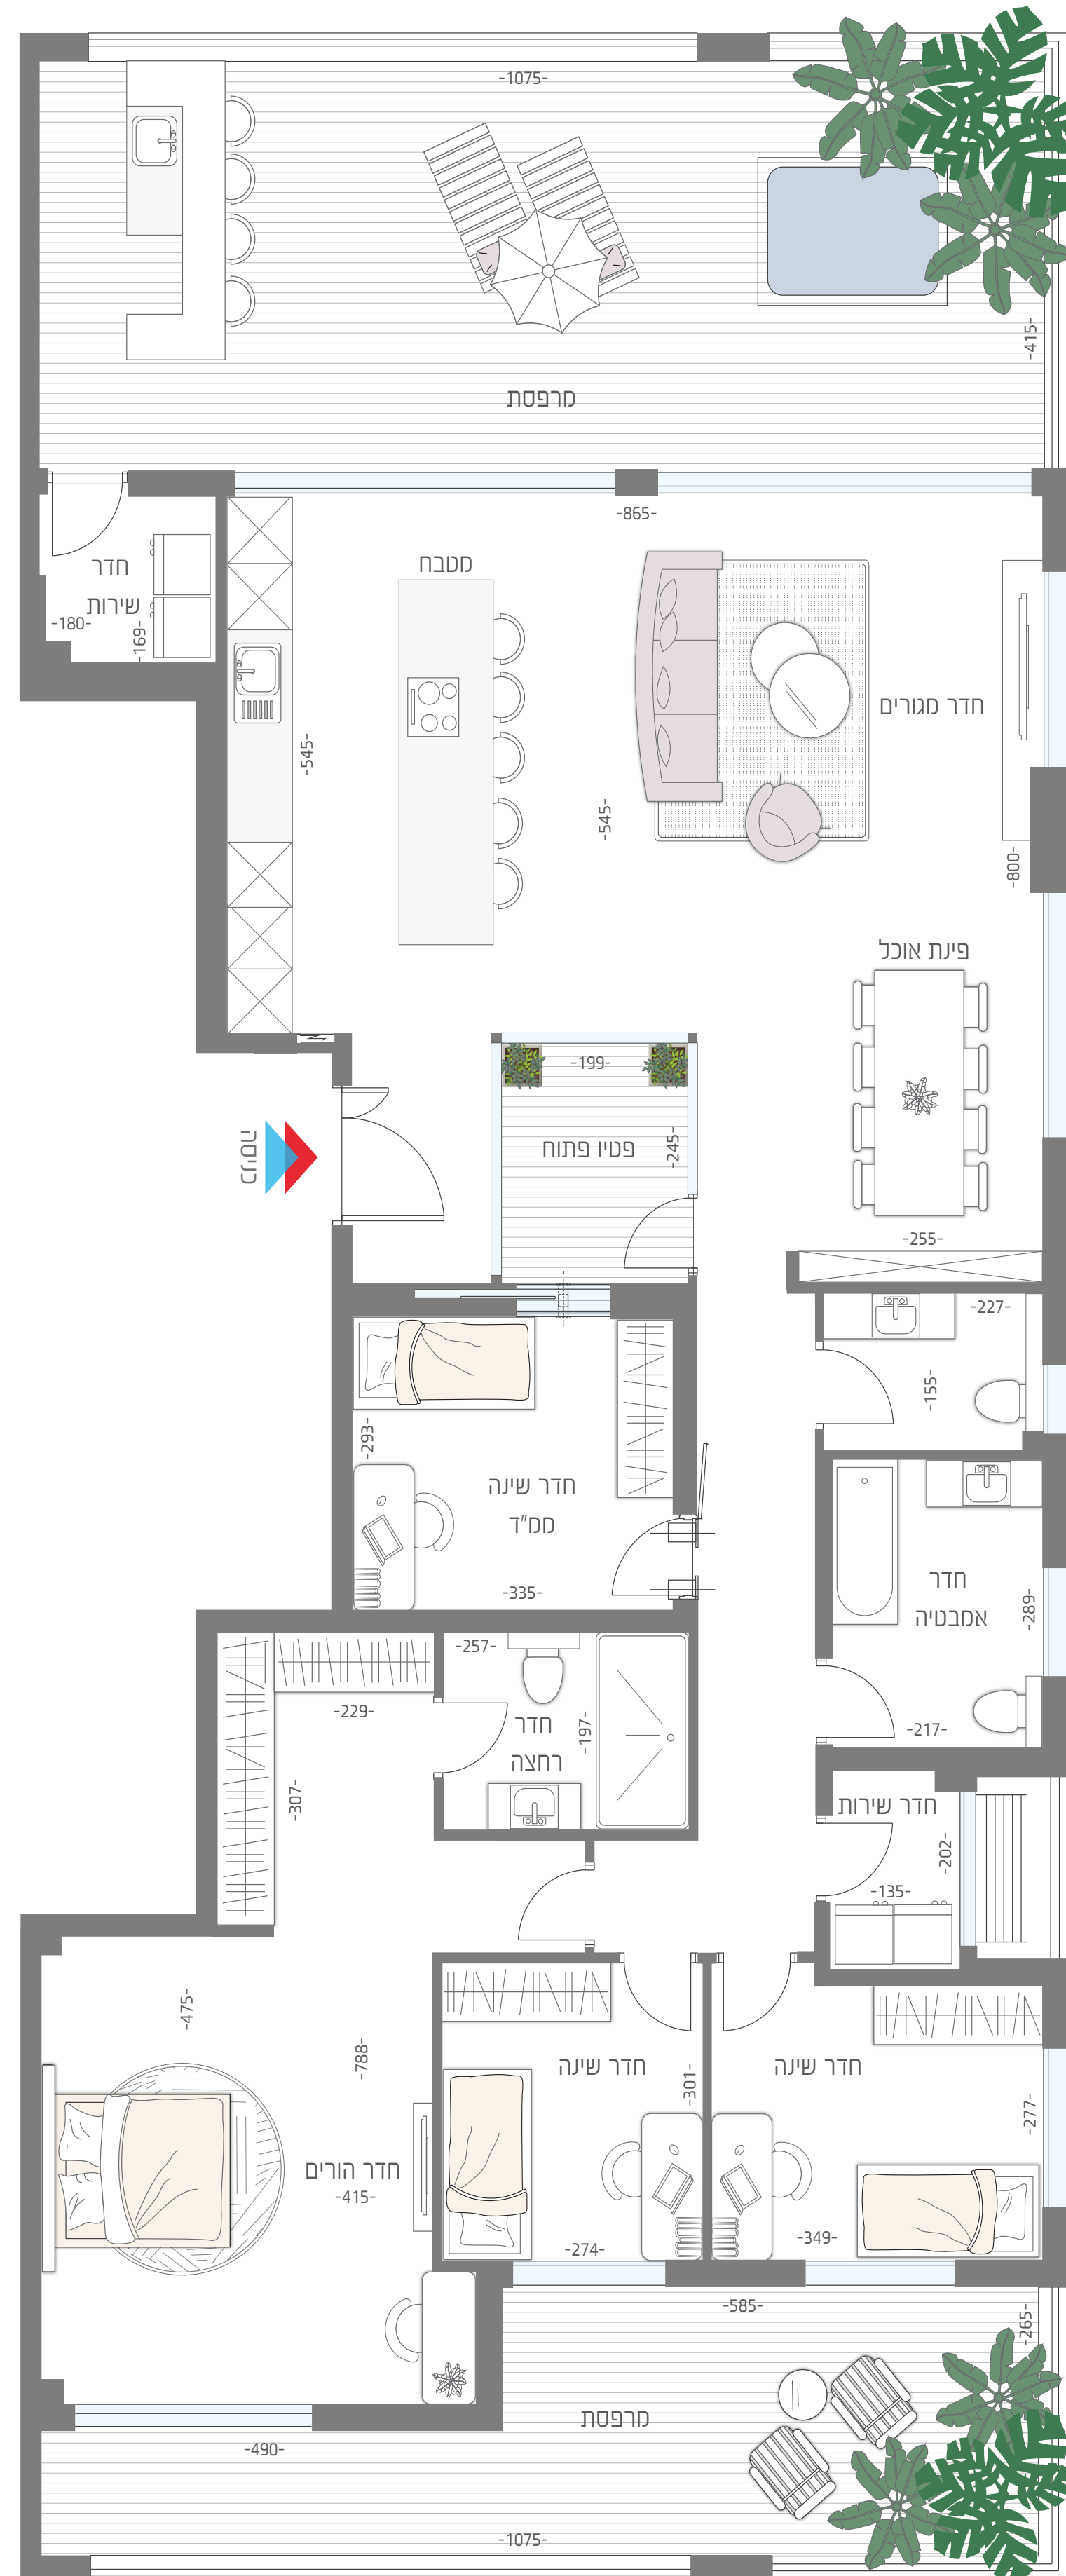 -1075-
-415-
מרפסת
-865-
מטבח
חדר
שירות
-180-
-169-
חדר מגורים
-545-
-545-
-800-
פינת אוכל
-199-
כניסה
פטיו פתוח
-245-
-255-
-227-
-155-
-293-
חדר שינה
ממ"ד
-335-
חדר
אמבטיה
-289-
-217-
-257-
-229-
חדר
רחצה
-197-
-307-
חדר שירות
-202-
-135-
-475-
-788-
חדר שינה
-301-
חדר שינה
-277-
חדר הורים
-415-
-274-
-349-
-585-
-265-
מרפסת
-490-
-1075-